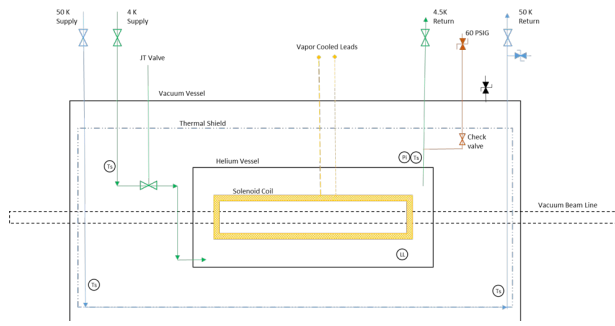 50 K
Supply
4 K
Supply
4.5K
Return
50 K
Return
60 PSIG
Vapor Cooled Leads
JT Valve
Vacuum Vessel
Thermal Shield
Check
valve
PI
Ts
Ts
Helium Vessel
Solenoid Coil
Vacuum Beam Line
LL
Ts
Ts